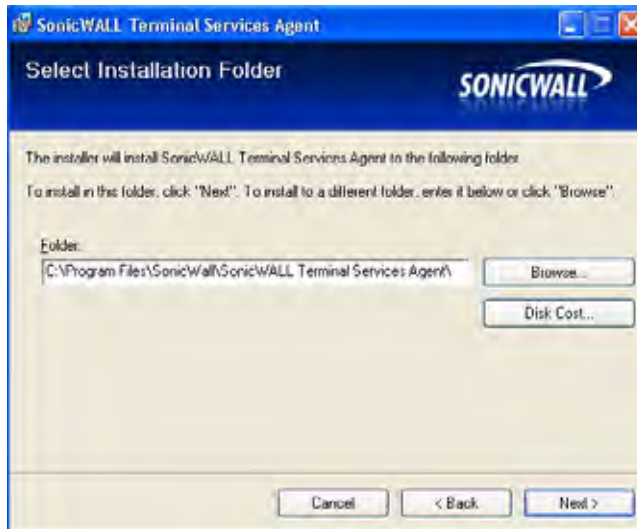 SonicWALL Terminal Services Agent
Select Installation Folder
SONICWALL
The installer will install SonicWALL Terminal Services Agent to the following folder.
To install in this folder, click "Next". To install to a different folder, enter it below or click "Browse".
Folder:
C:\Program Files\SonicWall\SonicWALL Terminal Services Agent\
Browse...
Disk Cost...
Cancel
< Back
Next >